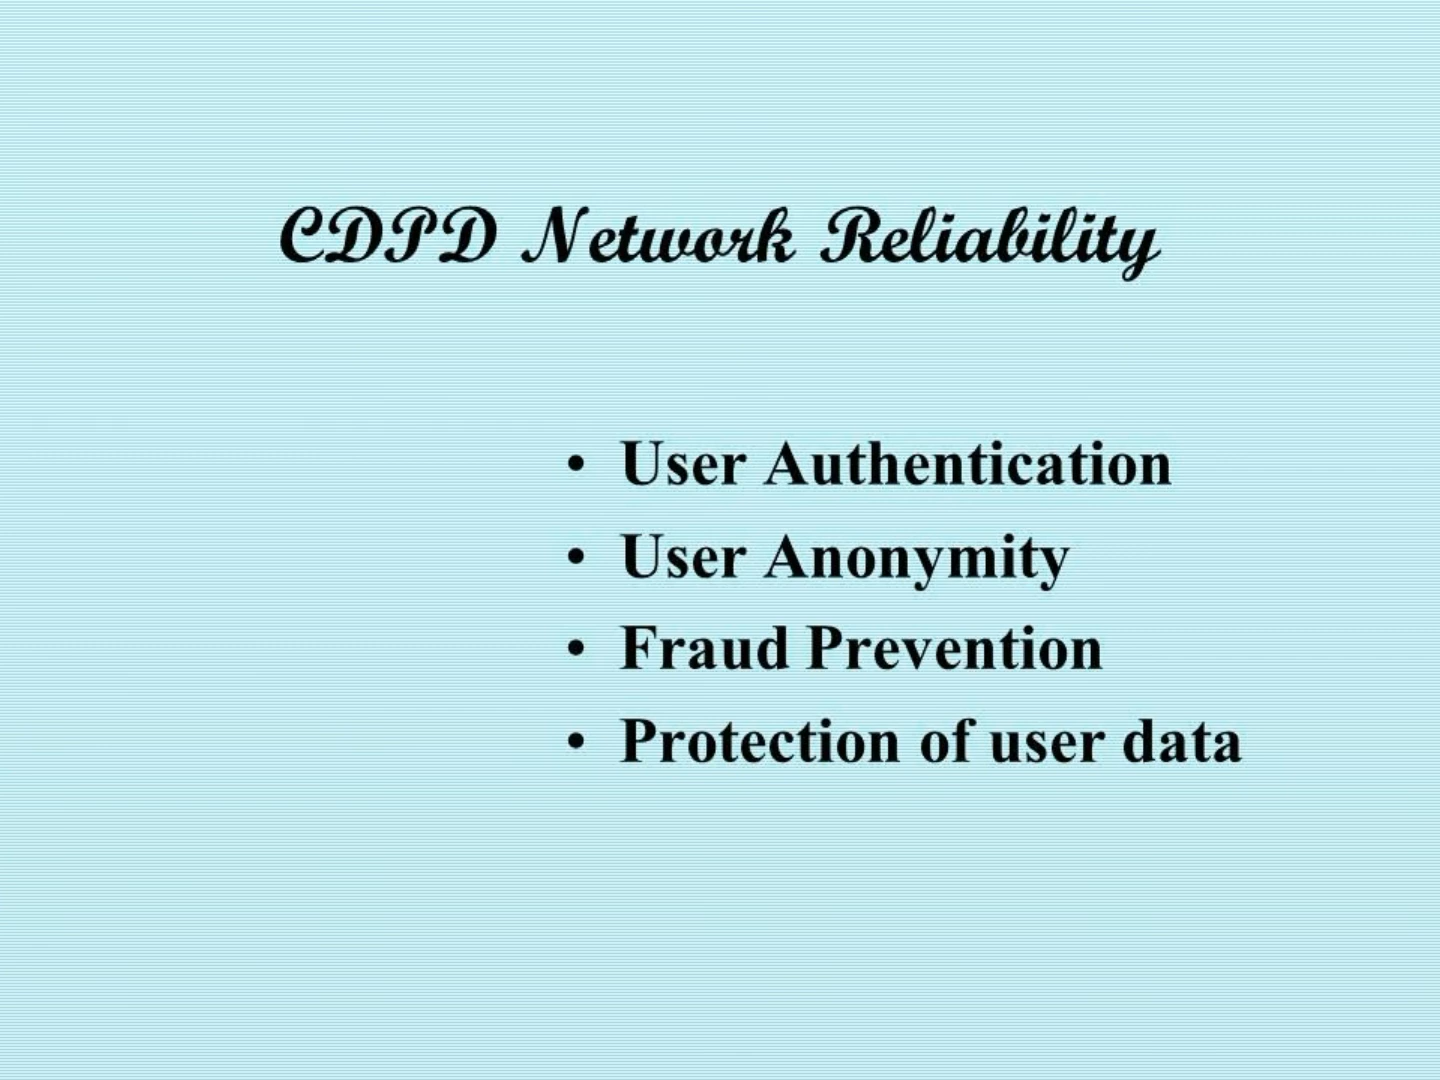 CDPD Network Reliability
• User Authentication
• User Anonymity
• Fraud Prevention
• Protection of user data